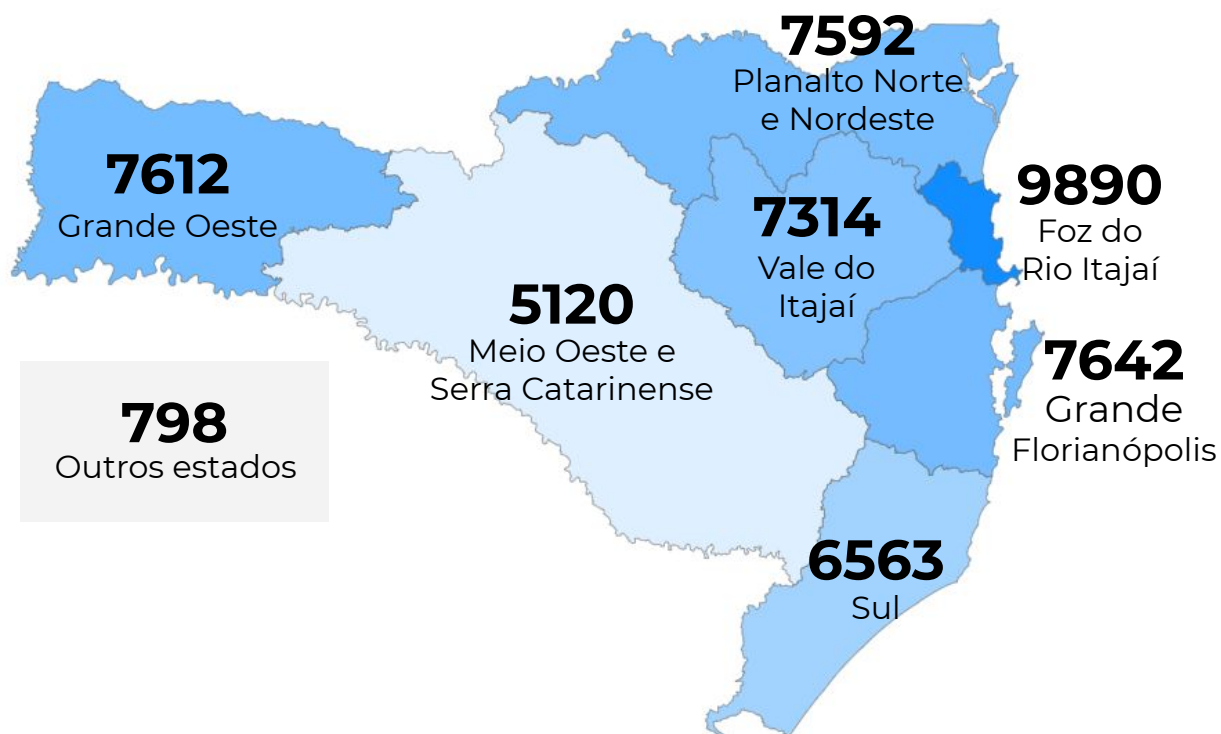 7592
Planalto Norte
e Nordeste
7612
Grande Oeste
9890
Foz do
Rio Itajaí
7314
Vale do
Itajaí
5120
Meio Oeste e
Serra Catarinense
7642
Grande
Florianópolis
798
Outros estados
6563
Sul